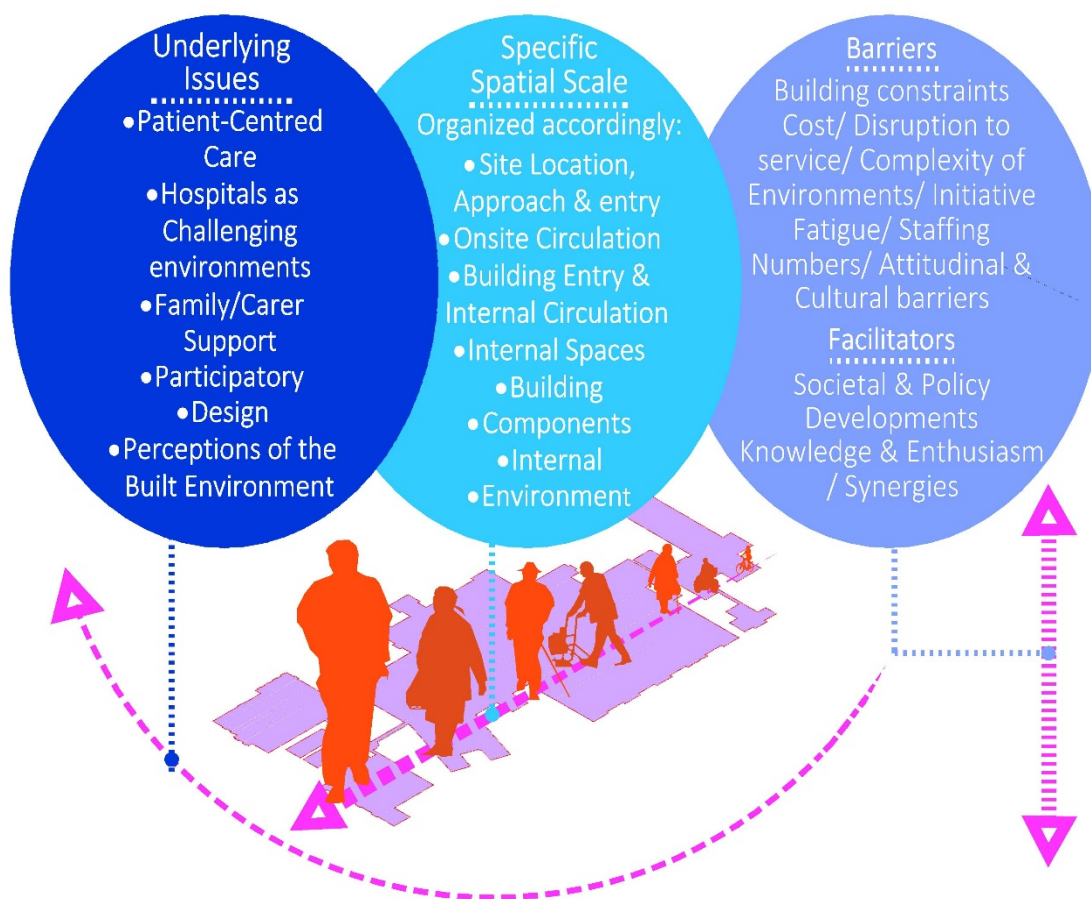 Underlying
Issues
•Patient-Centred
Care
•Hospitals as
Challenging
environments
•Family/Carer
Support
•Participatory
•Design
•Perceptions of the
Built Environment
Specific
Spatial Scale
Organized accordingly:
•Site Location,
Approach & entry
•Onsite Circulation
•Building Entry &
Internal Circulation
•Internal Spaces
•Building
•Components
•Internal
•Environment
Barriers
Building constraints
Cost/ Disruption to
service/ Complexity of
Environments/ Initiative
Fatigue/ Staffing
Numbers/ Attitudinal &
Cultural barriers
Facilitators
Societal & Policy
Developments
Knowledge & Enthusiasm
/ Synergies